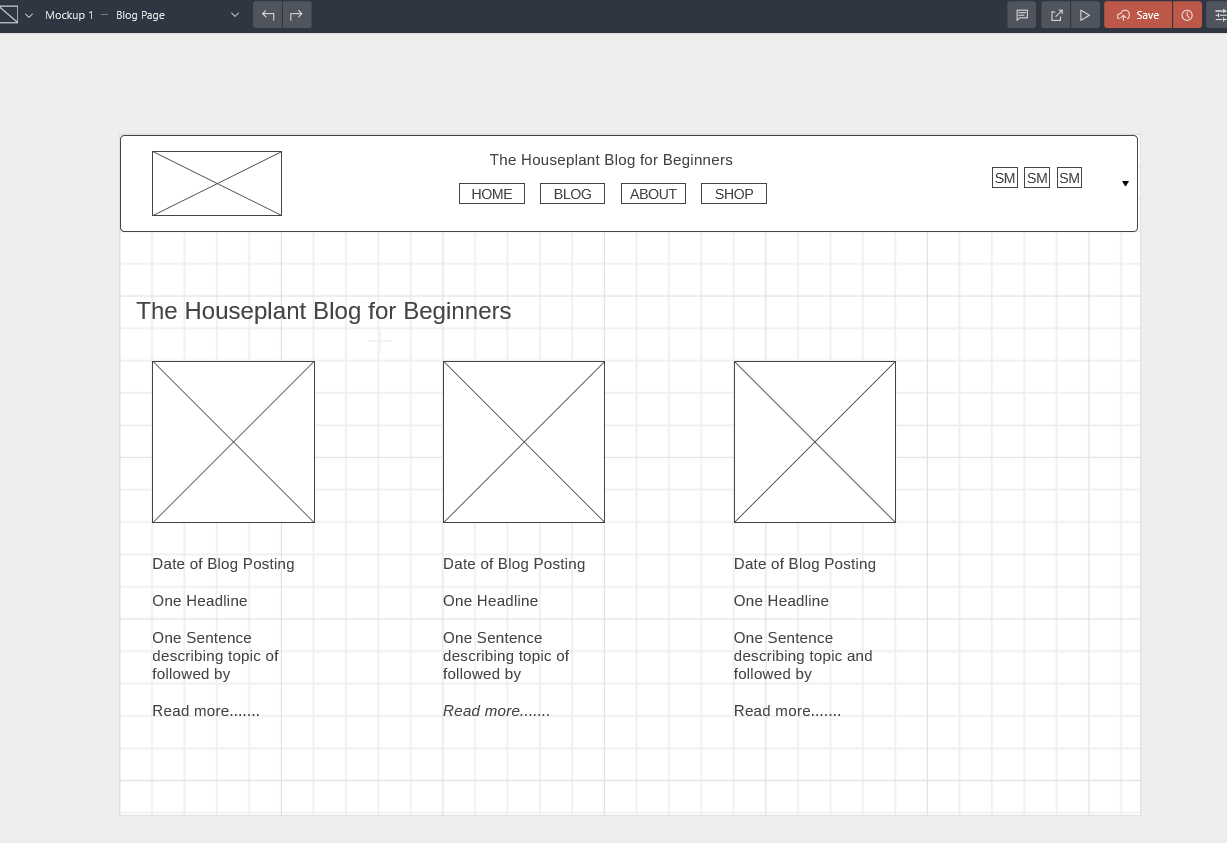 Mockup 1 — Blog Page
Save
The Houseplant Blog for Beginners
HOME BLOG ABOUT SHOP
SM SM SM
The Houseplant Blog for Beginners
Date of Blog Posting
One Headline
One Sentence
describing topic of
followed by
Read more.......
Date of Blog Posting
One Headline
One Sentence
describing topic of
followed by
Read more.......
Date of Blog Posting
One Headline
One Sentence
describing topic and
followed by
Read more.......